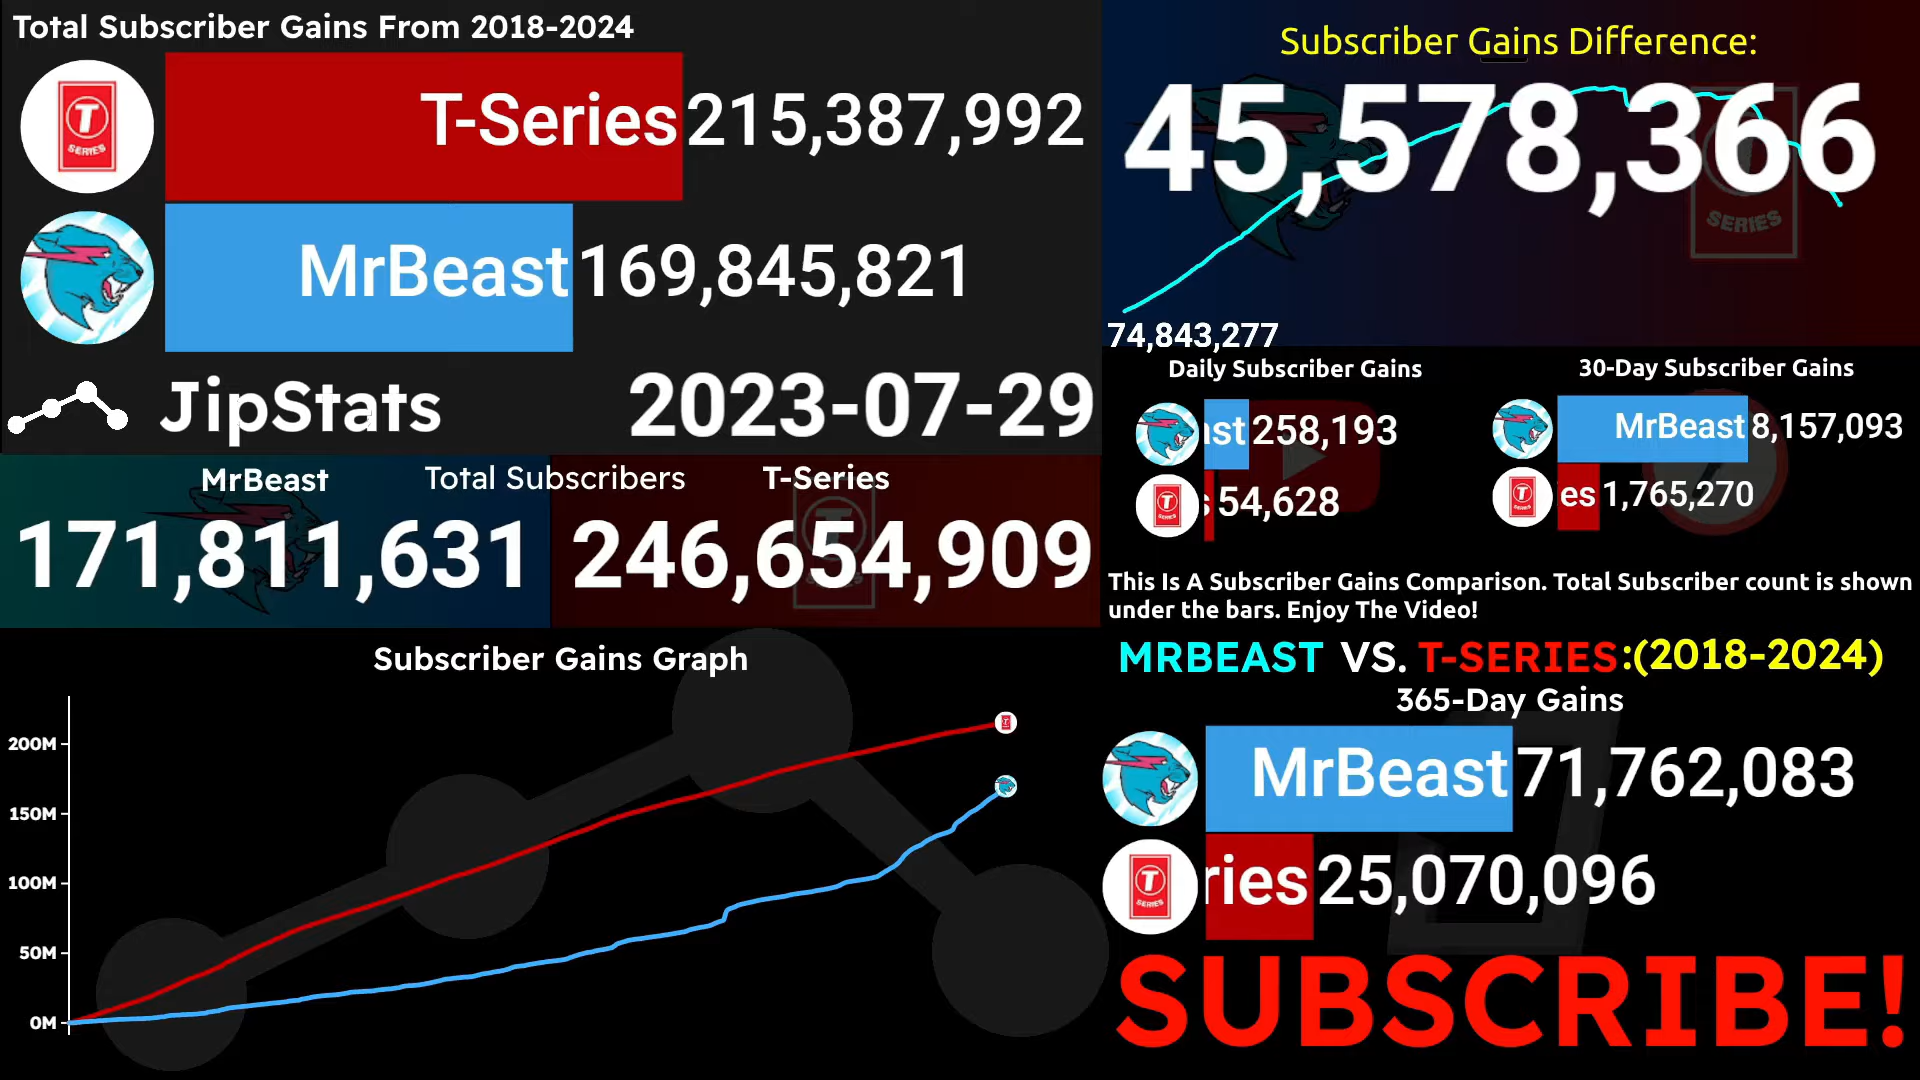 Total Subscriber Gains From 2018-2024
T-Series 215,387,992
MrBeast 169,845,821
JipStats 2023-07-29
Subscriber Gains Difference:
45,578,366
74,843,277
Daily Subscriber Gains
ast 258,193
s 54,628
30-Day Subscriber Gains
MrBeast 8,157,093
es 1,765,270
MrBeast Total Subscribers T-Series
171,811,631 246,654,909
This Is A Subscriber Gains Comparison. Total Subscriber count is shown
under the bars. Enjoy The Video!
MRBEAST VS. T-SERIES:(2018-2024)
365-Day Gains
MrBeast 71,762,083
ries 25,070,096
SUBSCRIBE!
Subscriber Gains Graph
200M
150M
100M
50M
0M